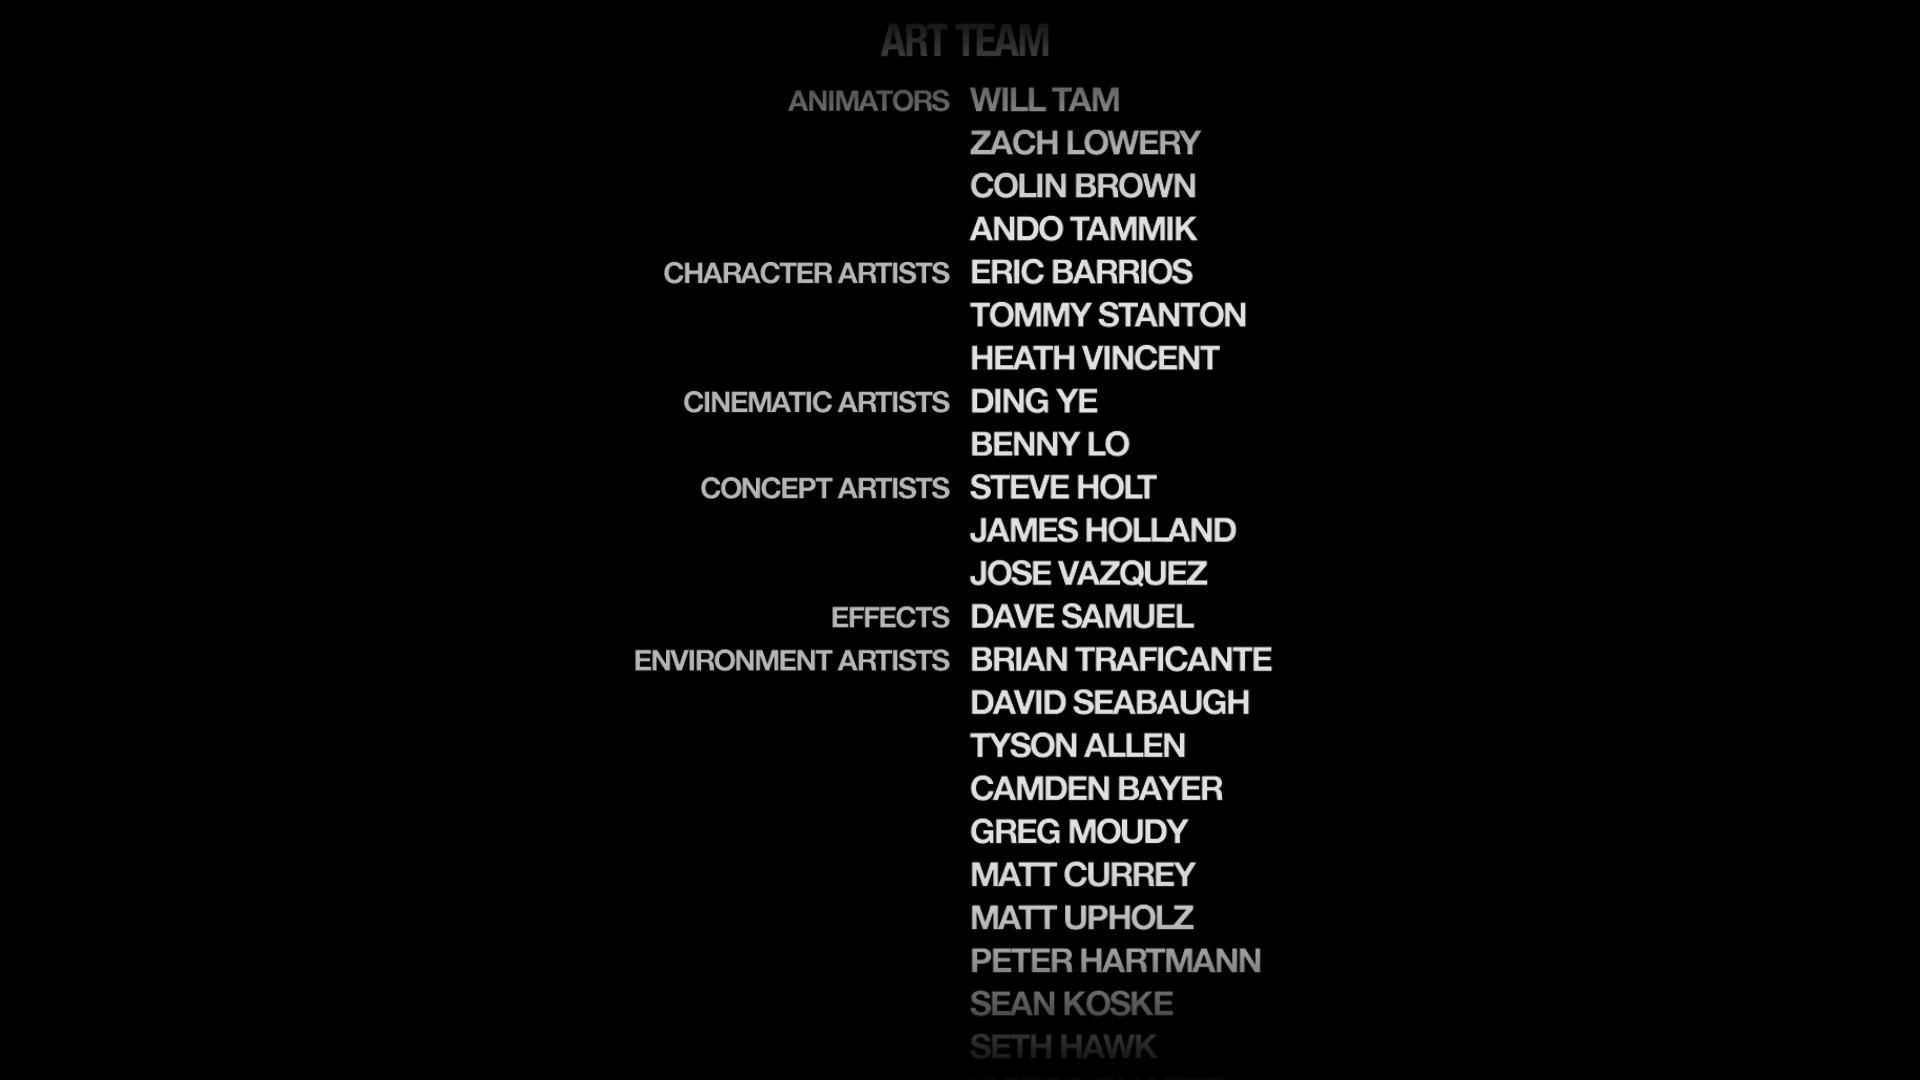 ART TEAM
ANIMATORS WILL TAM
ZACH LOWERY
COLIN BROWN
ANDO TAMMIK
CHARACTER ARTISTS ERIC BARRIOS
TOMMY STANTON
HEATH VINCENT
CINEMATIC ARTISTS DING YE
BENNY LO
CONCEPT ARTISTS STEVE HOLT
JAMES HOLLAND
JOSE VAZQUEZ
EFFECTS DAVE SAMUEL
ENVIRONMENT ARTISTS BRIAN TRAFICANTE
DAVID SEABAUGH
TYSON ALLEN
CAMDEN BAYER
GREG MOUDY
MATT CURREY
MATT UPHOLZ
PETER HARTMANN
SEAN KOSKE
SETH HAWK